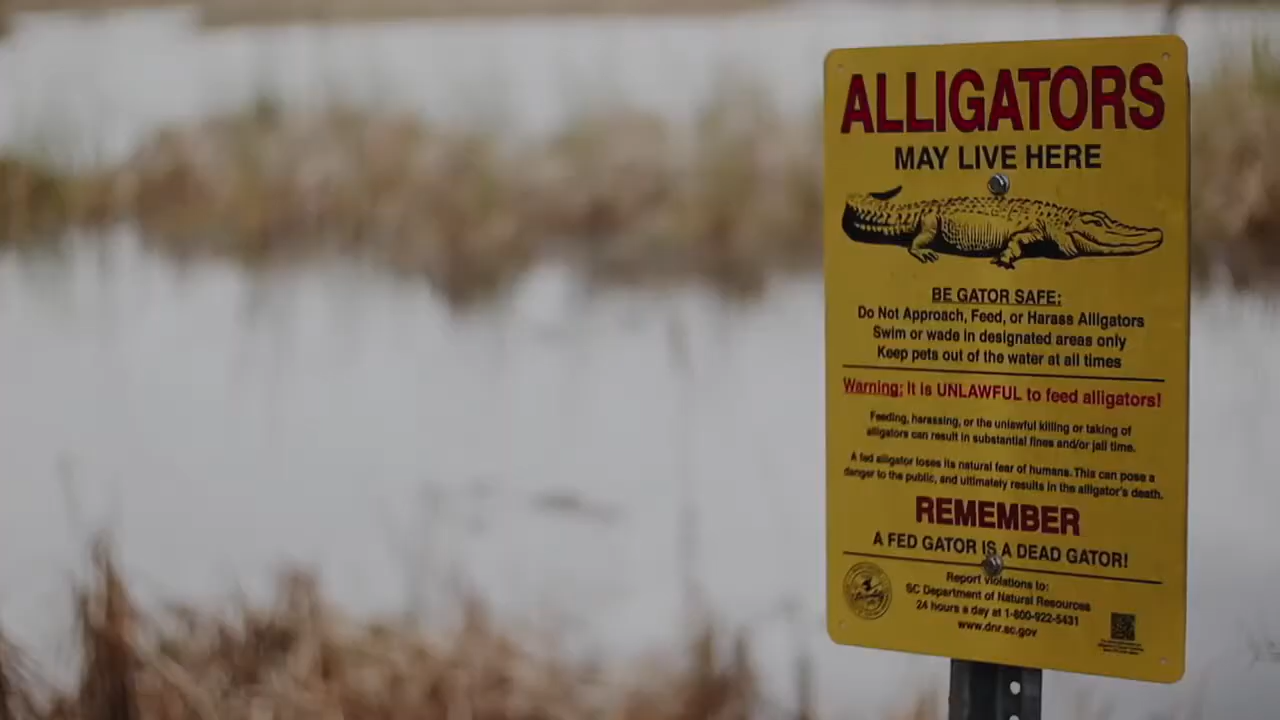 ALLIGATORS
MAY LIVE HERE
BE GATOR SAFE:
Do Not Approach, Feed, or Harass Alligators
Swim or wade in designated areas only
Keep pets out of the water at all times
Warning: It is UNLAWFUL to feed alligators!
Feeding, harassing, or the unlawful killing or taking of
alligators can result in substantial fines and/or jail time.
A fed alligator loses its natural fear of humans. This can pose a
danger to the public, and ultimately results in the alligator's death.
REMEMBER
A FED GATOR IS A DEAD GATOR!
Report violations to:
SC Department of Natural Resources
24 hours a day at 1-800-922-5431
www.dnr.sc.gov